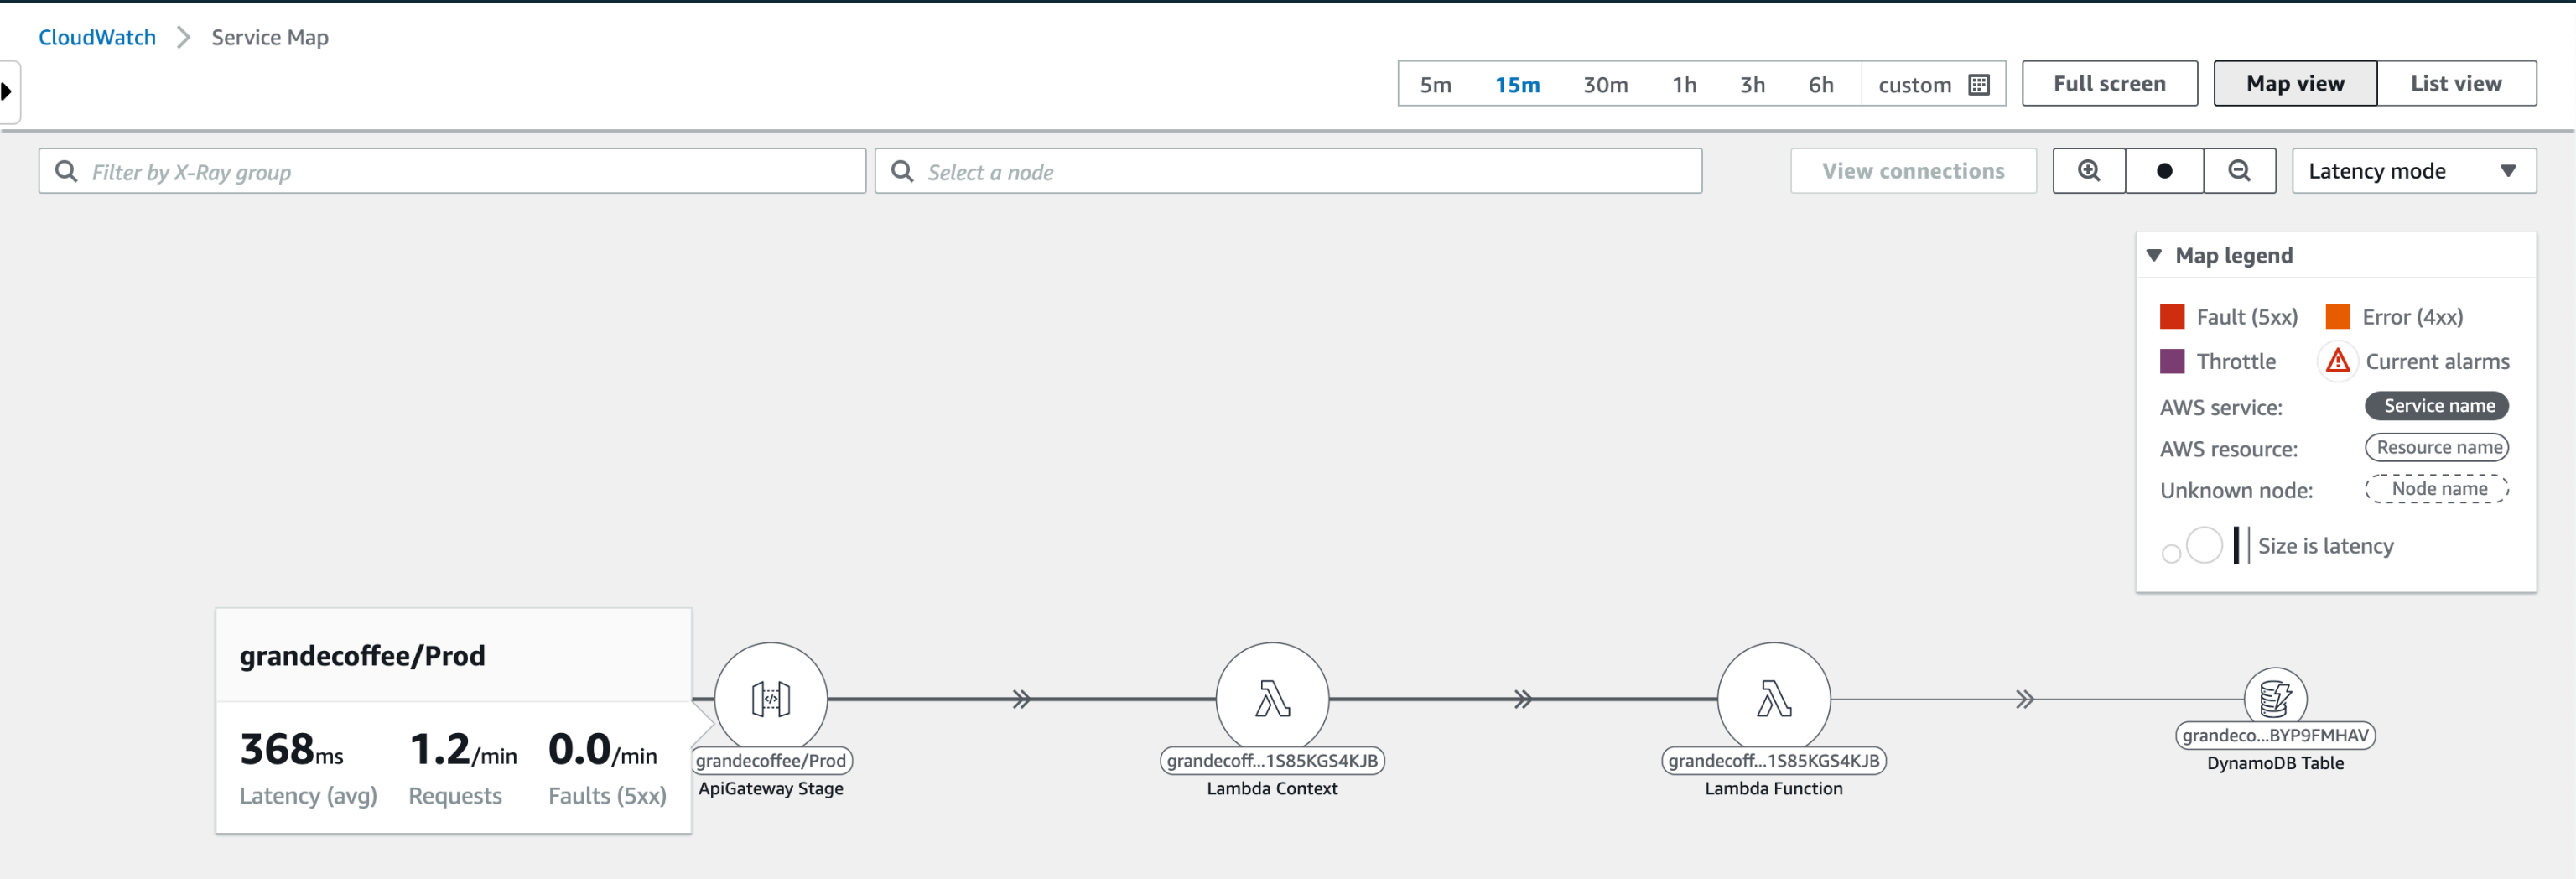 CloudWatch Service Map
5m 15m 30m 1h 3h 6h custom Full screen Map view List view
Filter by X-Ray group Select a node View connections Latency mode
Map legend
Fault (5xx) Error (4xx)
Throttle Current alarms
AWS service: Service name
AWS resource: Resource name
Unknown node: Node name
Size is latency
grandecoffee/Prod
368ms 1.2/min 0.0/min
Latency (avg) Requests Faults (5xx)
grandecoffee/Prod
ApiGateway Stage
grandecoff...1S85KGS4KJB
Lambda Context
grandecoff...1S85KGS4KJB
Lambda Function
grandeco...BYP9FMHAV
DynamoDB Table